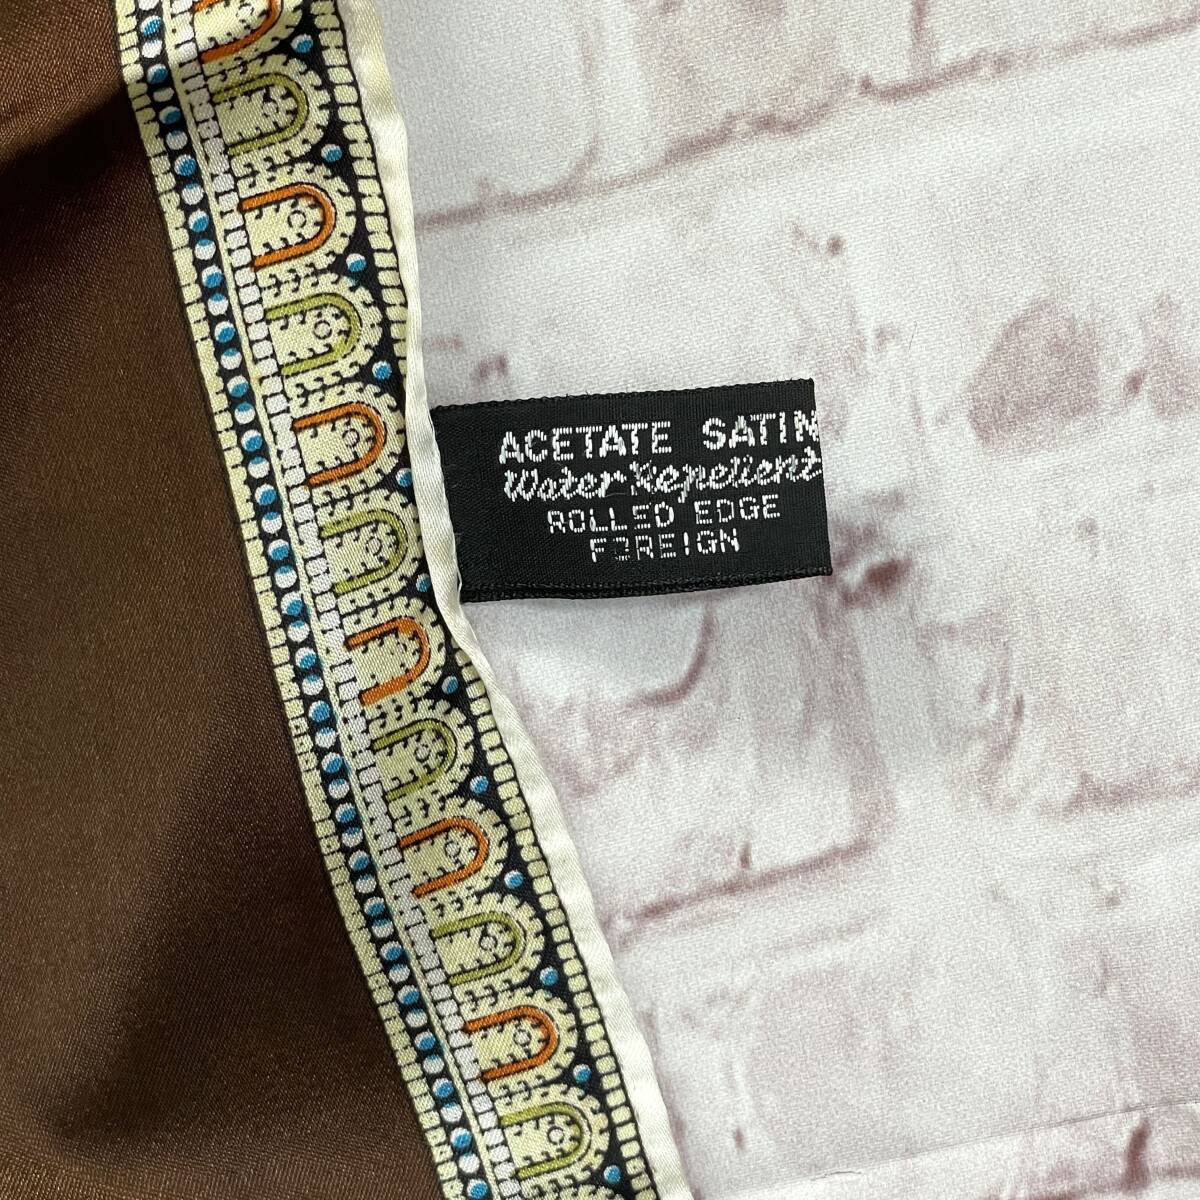 ACETATE SATIN
Water Repellent
ROLLED EDGE
FOREIGN